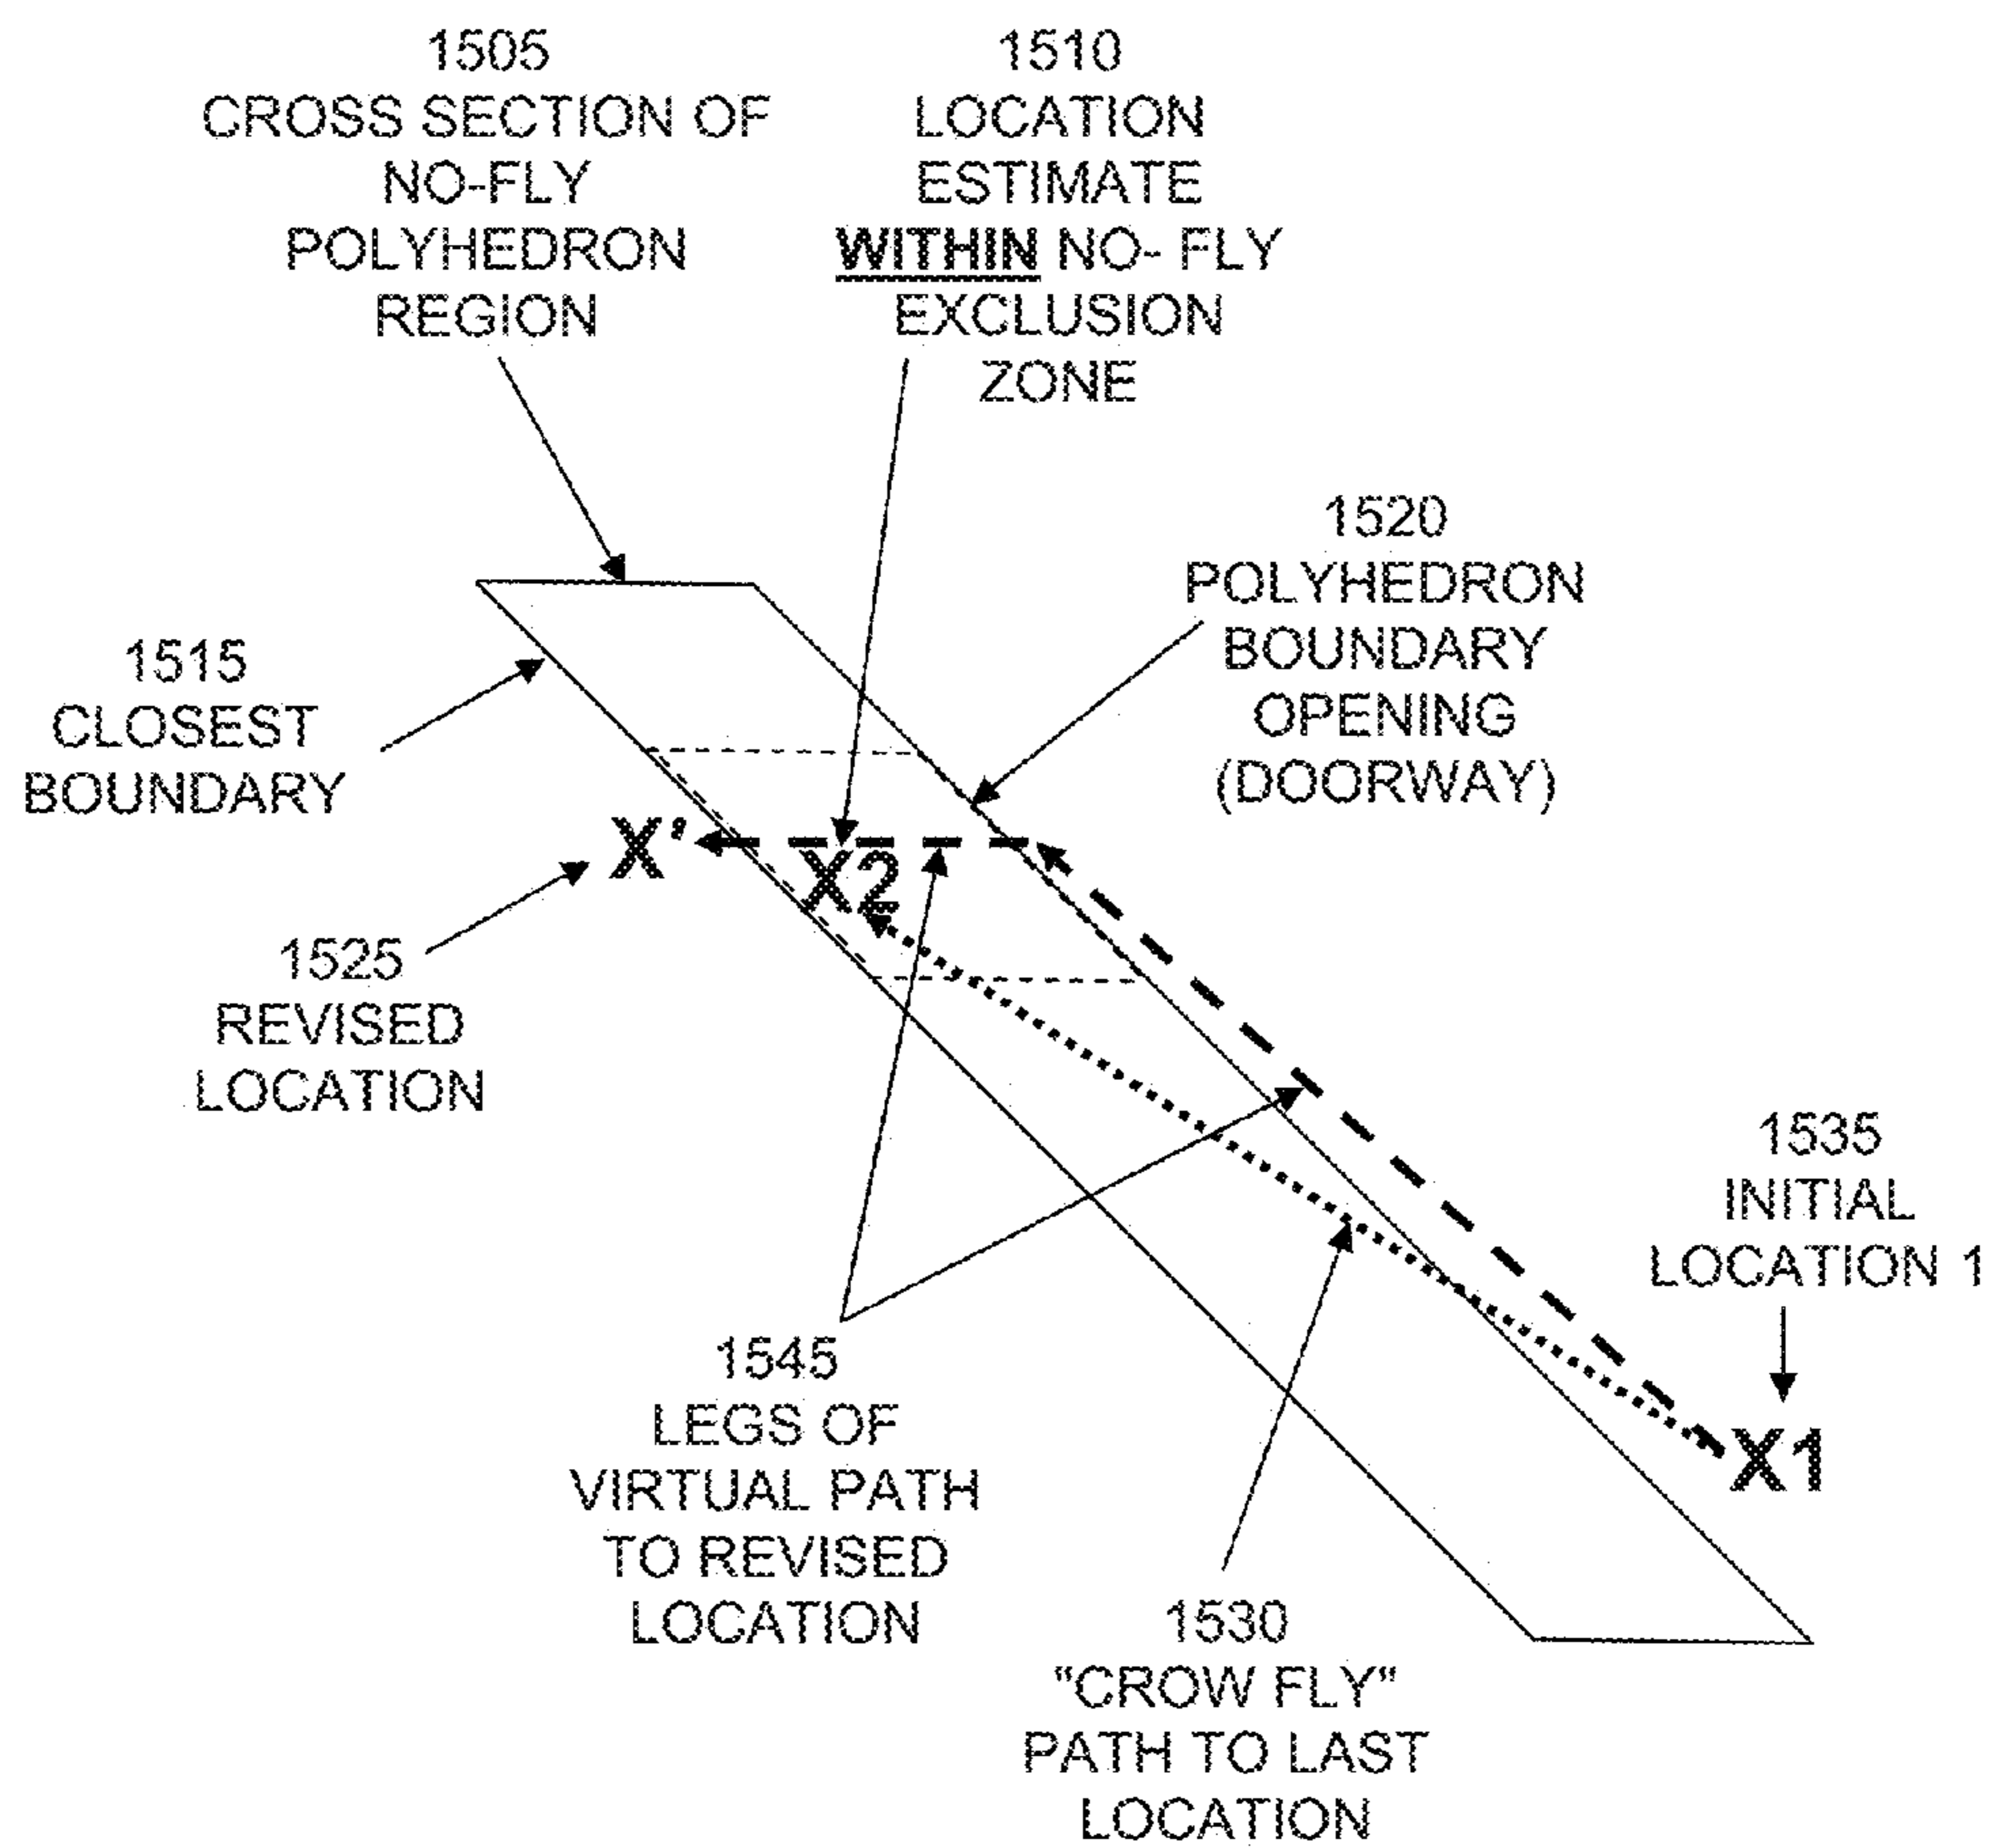 1505
CROSS SECTION OF
NO-FLY
POLYHEDRON
REGION
1510
LOCATION
ESTIMATE
WITHIN NO- FLY
EXCLUSION
ZONE
1520
POLYHEDRON
BOUNDARY
OPENING
(DOORWAY)
1515
CLOSEST
BOUNDARY
X'
X2
1525
REVISED
LOCATION
1535
INITIAL
LOCATION 1
X1
1545
LEGS OF
VIRTUAL PATH
TO REVISED
LOCATION
1530
"CROW FLY"
PATH TO LAST
LOCATION